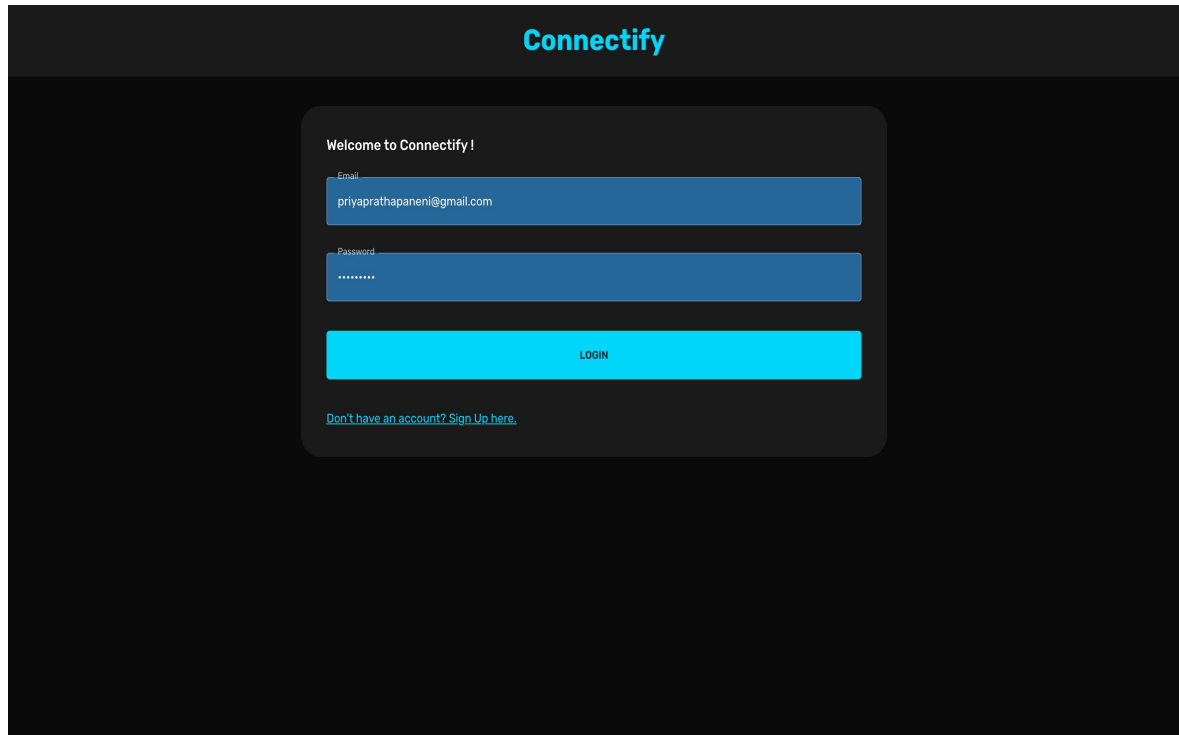 Connectify
Welcome to Connectify !
Email
priyaprathapaneni@gmail.com
Password
•••••••••
LOGIN
Don't have an account? Sign Up here.